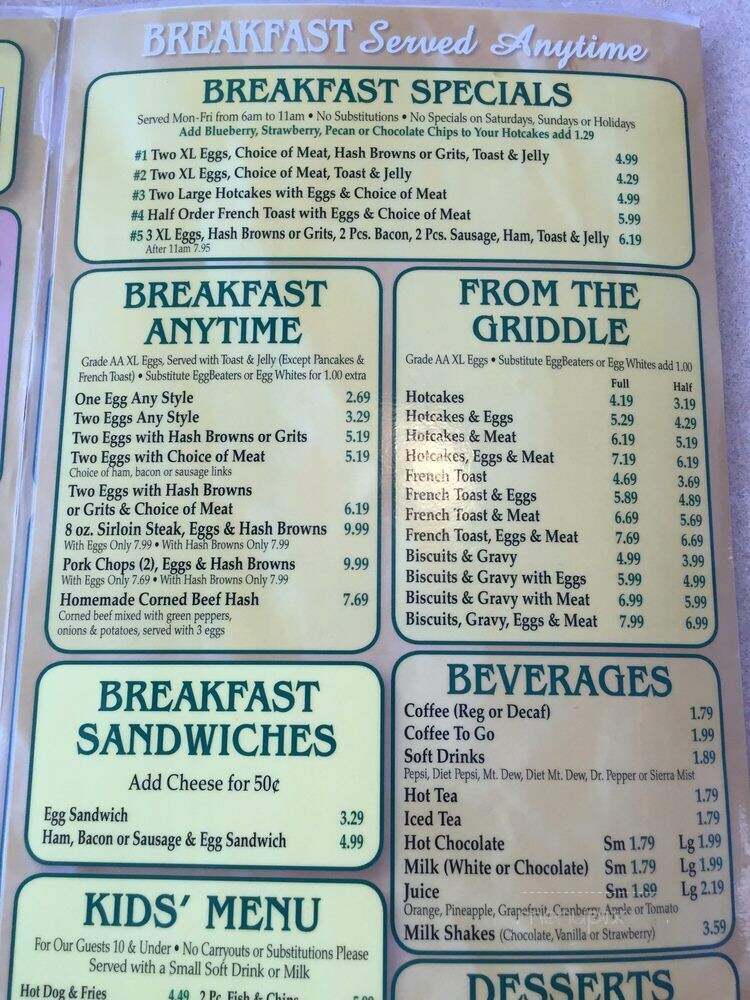 BREAKFAST Served Anytime
BREAKFAST SPECIALS
Served Mon-Fri from 6am to 11am • No Substitutions • No Specials on Saturdays, Sundays or Holidays
Add Blueberry, Strawberry, Pecan or Chocolate Chips to Your Hotcakes add 1.29
#1 Two XL Eggs, Choice of Meat, Hash Browns or Grits, Toast & Jelly 4.99
#2 Two XL Eggs, Choice of Meat, Toast & Jelly 4.29
#3 Two Large Hotcakes with Eggs & Choice of Meat 4.99
#4 Half Order French Toast with Eggs & Choice of Meat 5.99
#5 3 XL Eggs, Hash Browns or Grits, 2 Pcs. Bacon, 2 Pcs. Sausage, Ham, Toast & Jelly 6.19
After 11am 7.95
BREAKFAST
ANYTIME
Grade AA XL Eggs, Served with Toast & Jelly (Except Pancakes &
French Toast) • Substitute EggBeaters or Egg Whites for 1.00 extra
One Egg Any Style 2.69
Two Eggs Any Style 3.29
Two Eggs with Hash Browns or Grits 5.19
Two Eggs with Choice of Meat 5.19
Choice of ham, bacon or sausage links
Two Eggs with Hash Browns
or Grits & Choice of Meat 6.19
8 oz. Sirloin Steak, Eggs & Hash Browns 9.99
With Eggs Only 7.99 • With Hash Browns Only 7.99
Pork Chops (2), Eggs & Hash Browns 9.99
With Eggs Only 7.69 • With Hash Browns Only 7.99
Homemade Corned Beef Hash 7.69
Corned beef mixed with green peppers,
onions & potatoes, served with 3 eggs
FROM THE
GRIDDLE
Grade AA XL Eggs • Substitute EggBeaters or Egg Whites add 1.00
Full Half
Hotcakes 4.19 3.19
Hotcakes & Eggs 5.29 4.29
Hotcakes & Meat 6.19 5.19
Hotcakes, Eggs & Meat 7.19 6.19
French Toast 4.69 3.69
French Toast & Eggs 5.89 4.89
French Toast & Meat 6.69 5.69
French Toast, Eggs & Meat 7.69 6.69
Biscuits & Gravy 4.99 3.99
Biscuits & Gravy with Eggs 5.99 4.99
Biscuits & Gravy with Meat 6.99 5.99
Biscuits, Gravy, Eggs & Meat 7.99 6.99
BREAKFAST
SANDWICHES
Add Cheese for 50¢
Egg Sandwich 3.29
Ham, Bacon or Sausage & Egg Sandwich 4.99
BEVERAGES
Coffee (Reg or Decaf) 1.79
Coffee To Go 1.99
Soft Drinks 1.89
Pepsi, Diet Pepsi, Mt. Dew, Diet Mt. Dew, Dr. Pepper or Sierra Mist
Hot Tea 1.79
Iced Tea 1.79
Hot Chocolate Sm 1.79 Lg 1.99
Milk (White or Chocolate) Sm 1.79 Lg 1.99
Juice Sm 1.89 Lg 2.19
Orange, Pineapple, Grapefruit, Cranberry, Apple or Tomato
Milk Shakes (Chocolate, Vanilla or Strawberry) 3.59
KIDS' MENU
For Our Guests 10 & Under • No Carryouts or Substitutions Please
Served with a Small Soft Drink or Milk
Hot Dog & Fries 4.49 2 Pc. Fish & Chips
DESSERTS